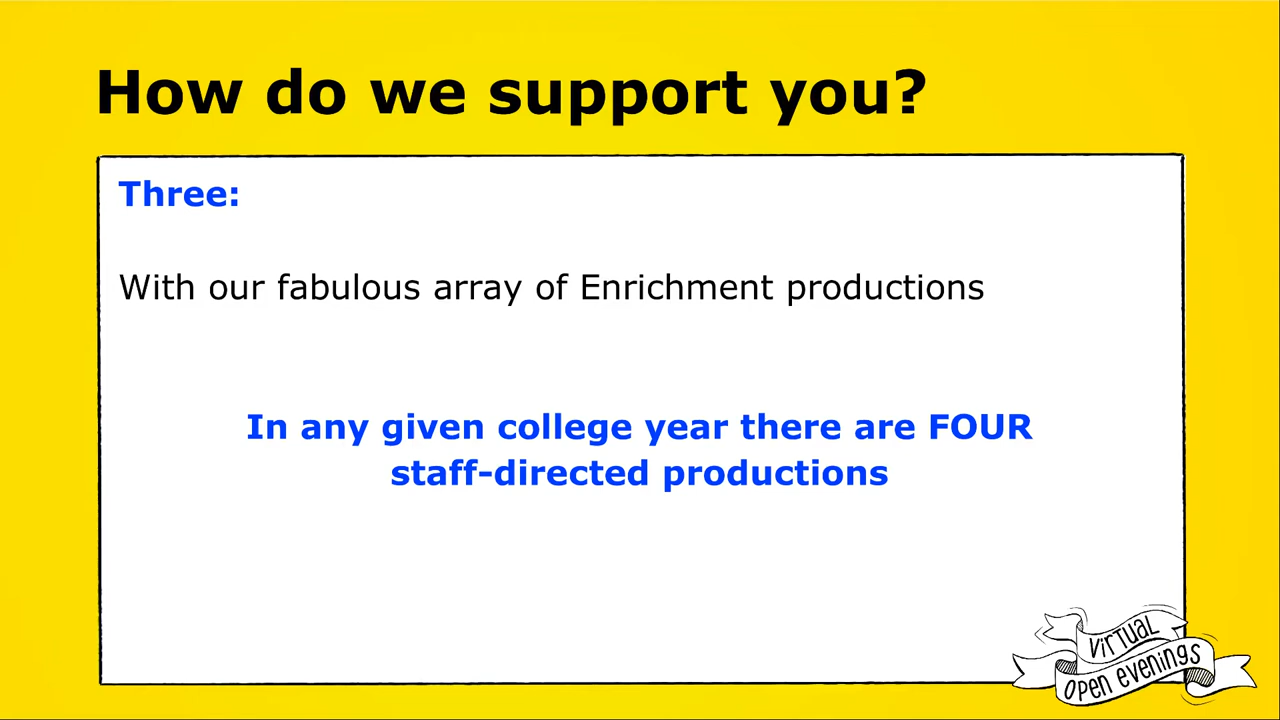 How do we support you?
Three:
With our fabulous array of Enrichment productions
In any given college year there are FOUR
staff-directed productions
VIRTUAL
OPEN EVENINGS